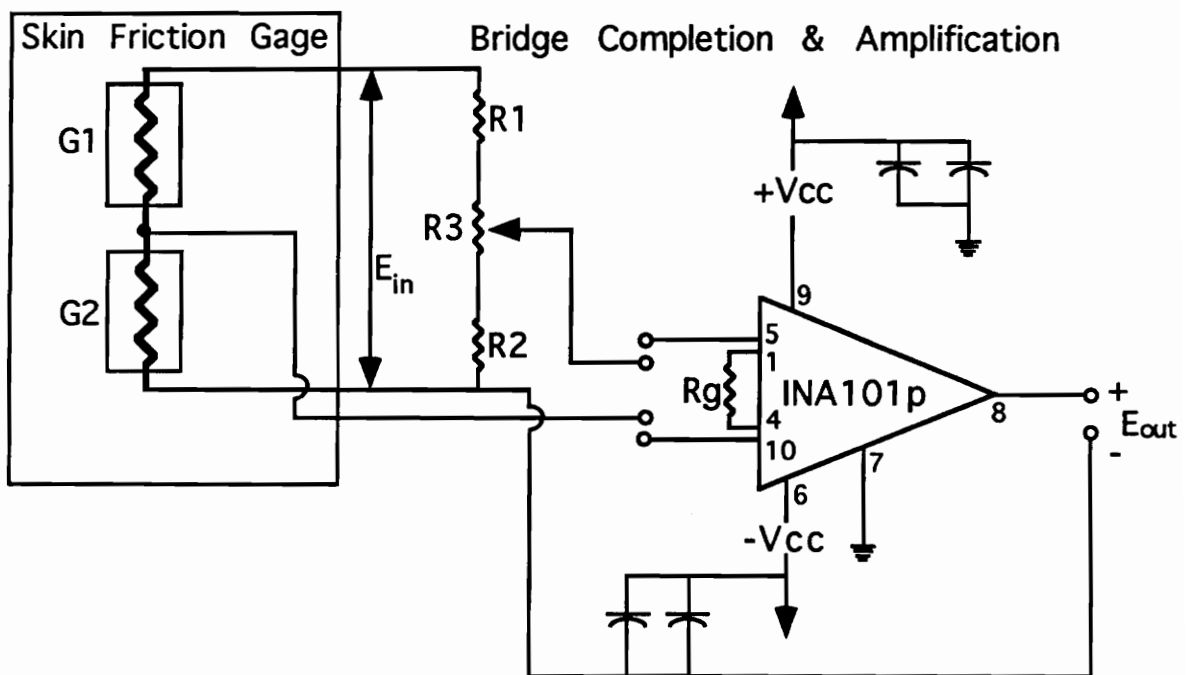 Skin Friction Gage
Bridge Completion & Amplification
G1
R1
+Vcc
R3
Ein
G2
9
R2
5
1
Rg
INA101p
4
10
8
+
Eout
-
7
6
-Vcc